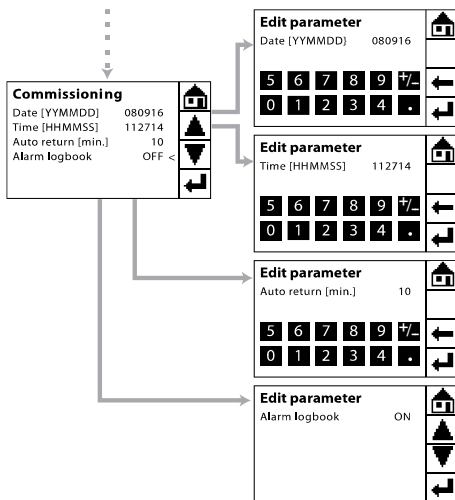 Commissioning
Date [YYMMDD] 080916
Time [HHMMSS] 112714
Auto return [min.] 10
Alarm logbook OFF <
Edit parameter
Date [YYMMDD} 080916
5 6 7 8 9 +/-
0 1 2 3 4 .
Edit parameter
Time [HHMMSS] 112714
5 6 7 8 9 +/-
0 1 2 3 4 .
Edit parameter
Auto return [min.] 10
5 6 7 8 9 +/-
0 1 2 3 4 .
Edit parameter
Alarm logbook ON